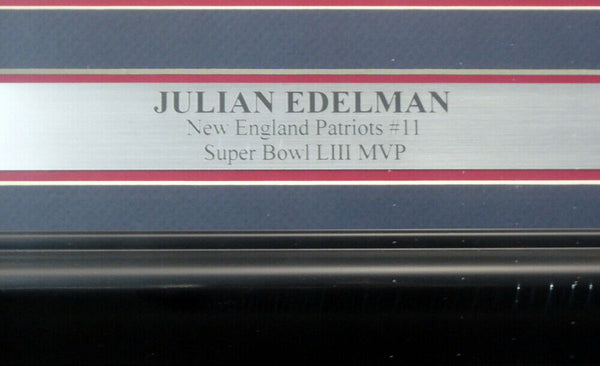 JULIAN EDELMAN
New England Patriots #11
Super Bowl LIII MVP